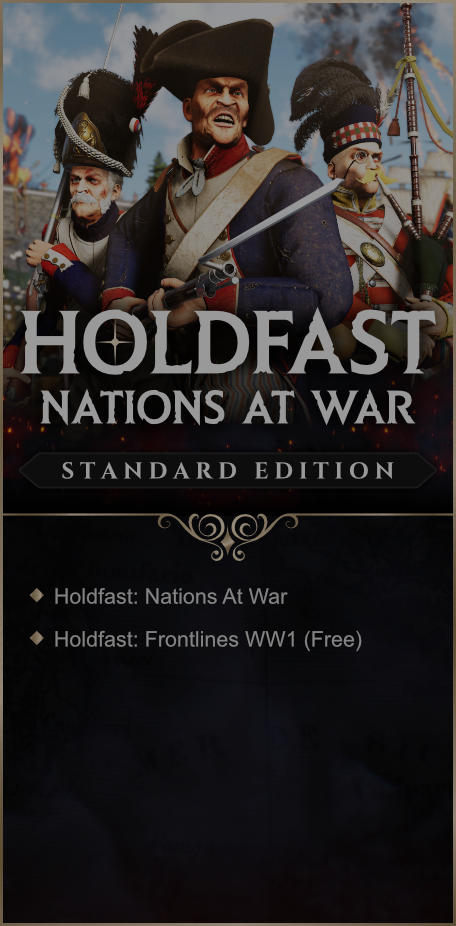 HOLDFAST
NATIONS AT WAR
STANDARD EDITION
Holdfast: Nations At War
Holdfast: Frontlines WW1 (Free)